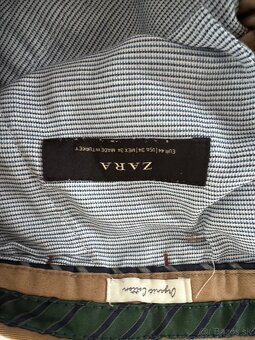 ZARA
EUR 44 | USA 34 | MEX 34 MADE IN TURKEY
Organic Cotton